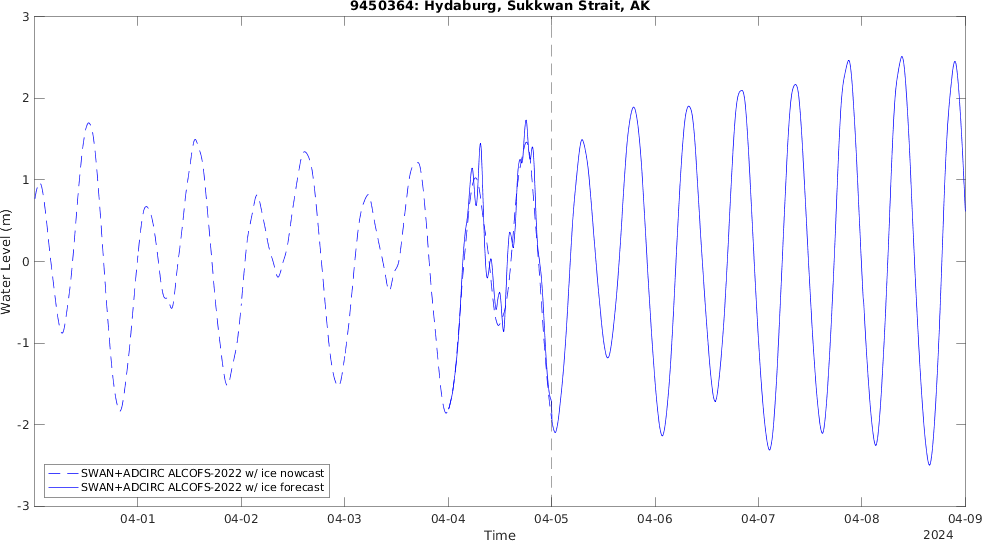 9450364: Hydaburg, Sukkwan Strait, AK
3
2
1
0
-1
-2
-3
Water Level (m)
SWAN+ADCIRC ALCOFS-2022 w/ ice nowcast
SWAN+ADCIRC ALCOFS-2022 w/ ice forecast
04-01 04-02 04-03 04-04 04-05 04-06 04-07 04-08 04-09
Time
2024